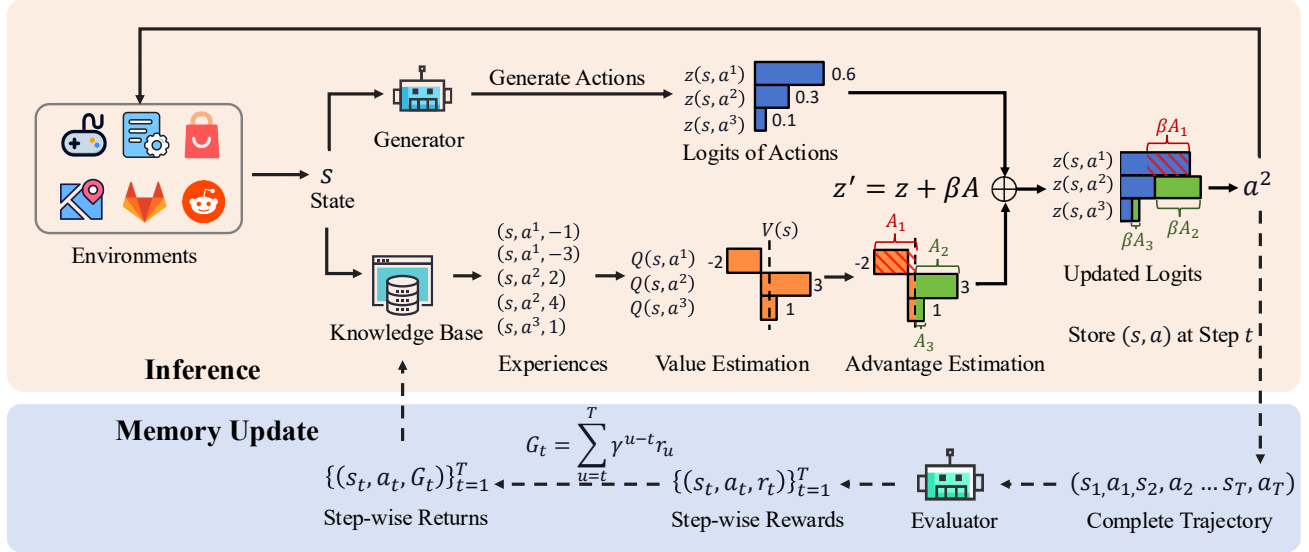 Generate Actions
z(s, a¹)
z(s, a²)
z(s, a³)
0.6
0.3
0.1
Logits of Actions
Generator
s
State
Environments
z′ = z + βA
βA₁
z(s, a¹)
z(s, a²)
z(s, a³)
βA₃
βA₂
Updated Logits
a²
Knowledge Base
(s, a¹, −1)
(s, a¹, −3)
(s, a², 2)
(s, a², 4)
(s, a³, 1)
Experiences
Q(s, a¹)
Q(s, a²)
Q(s, a³)
V(s)
-2
3
1
Value Estimation
A₁
A₂
-2
3
1
A₃
Advantage Estimation
Store (s, a) at Step t
Inference
Memory Update
{(sₜ, aₜ, Gₜ)}ᵀₜ₌₁
Step-wise Returns
Gₜ = ∑ᵀᵤ₌ₜ γᵘ⁻ᵗrᵤ
{(sₜ, aₜ, rₜ)}ᵀₜ₌₁
Step-wise Rewards
Evaluator
(s₁,a₁,s₂, a₂ … s_T, a_T)
Complete Trajectory